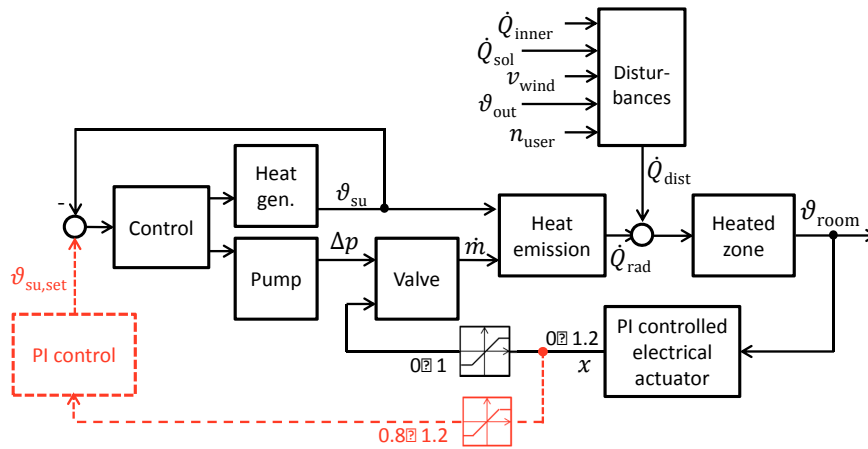 Q̇inner
Q̇sol
vwind
ϑout
nuser
Distur-
bances
Q̇dist
-
Control
Heat
gen.
ϑsu
Pump
Δp
Valve
ṁ
Heat
emission
Q̇rad
Heated
zone
ϑroom
ϑsu,set
PI control
0⍰1
0⍰1.2
x
PI controlled
electrical
actuator
0.8⍰1.2